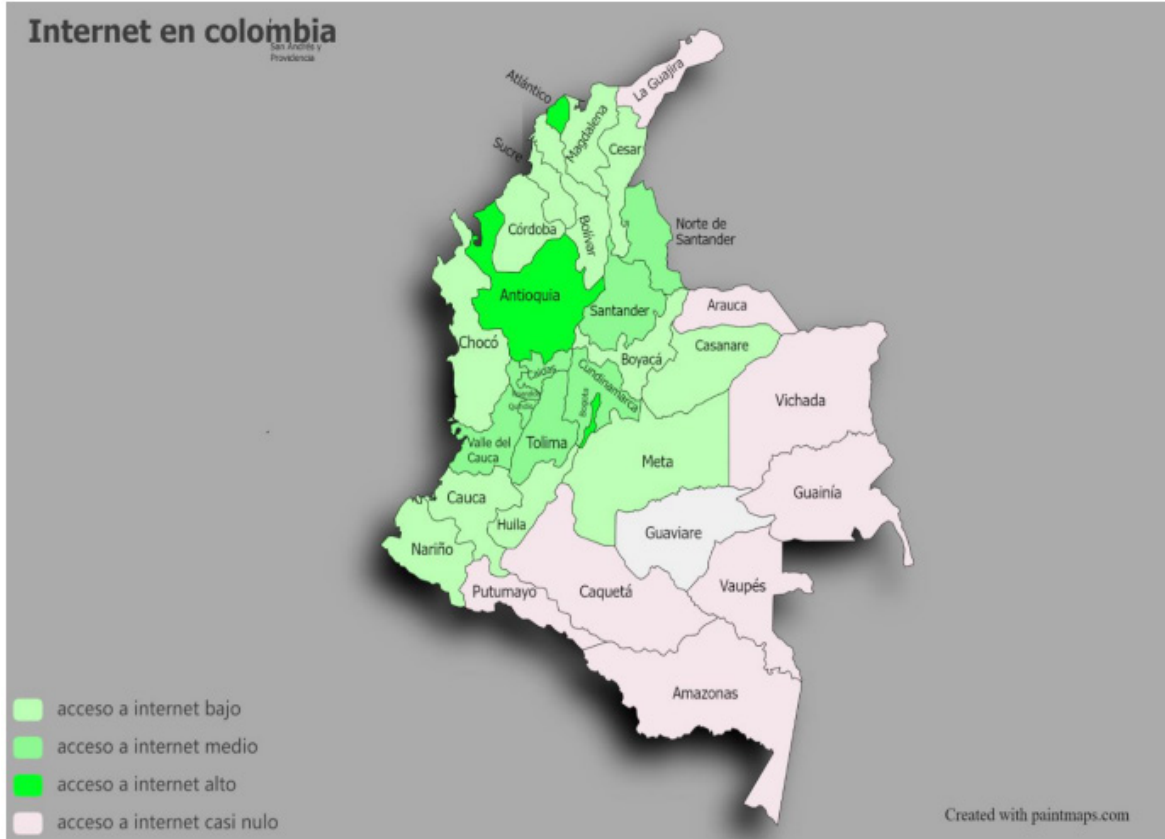 Internet en colombia
San Andrés y
Providencia
Atlántico
La Guajira
Magdalena
Sucre
Cesar
Córdoba
Bolívar
Norte de
Santander
Antioquia
Santander
Arauca
Chocó
Boyacá
Casanare
Caldas
Cundinamarca
Vichada
Quindío
Bogotá
Valle del
Cauca
Tolima
Meta
Guainía
Cauca
Huila
Guaviare
Nariño
Putumayo
Caquetá
Vaupés
Amazonas
acceso a internet bajo
acceso a internet medio
acceso a internet alto
acceso a internet casi nulo
Created with paintmaps.com